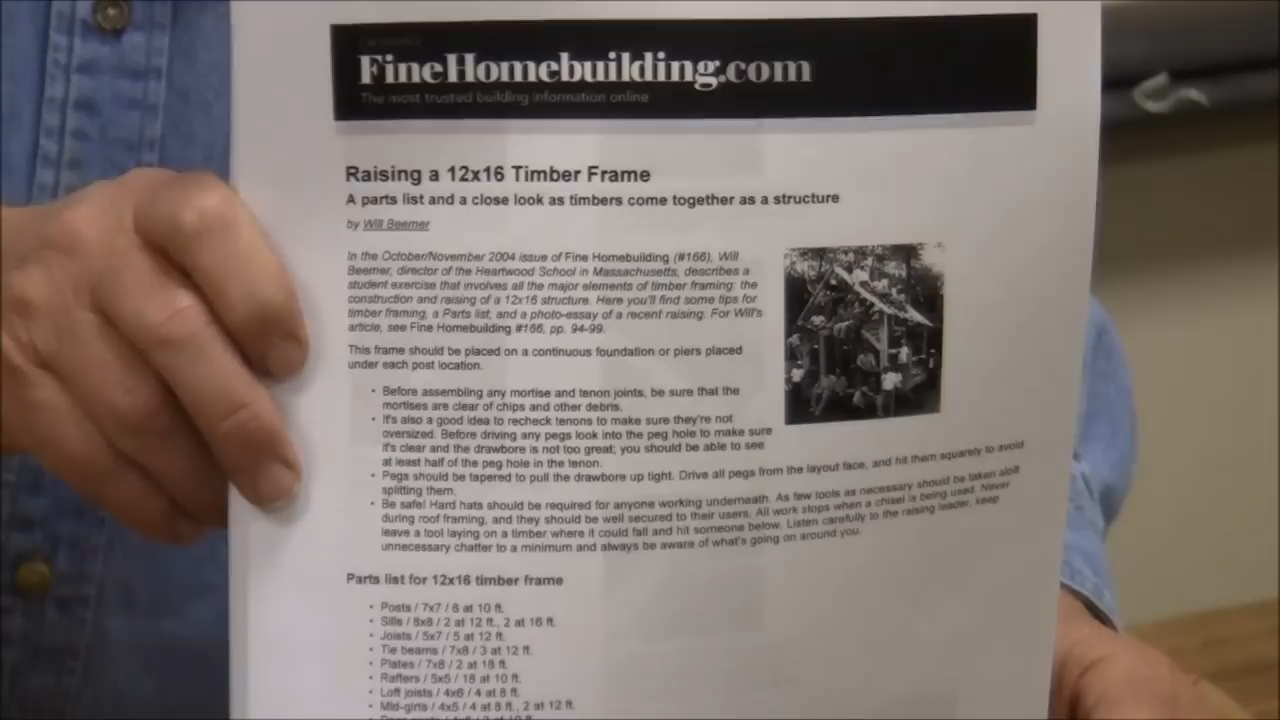 FineHomebuilding.com
The most trusted building information online
Raising a 12x16 Timber Frame
A parts list and a close look as timbers come together as a structure
by Will Beemer
In the October/November 2004 issue of Fine Homebuilding (#166), Will
Beemer, director of the Heartwood School in Massachusetts, describes a
student exercise that involves all the major elements of timber framing: the
construction and raising of a 12x16 structure. Here you'll find some tips for
timber framing, a Parts list, and a photo-essay of a recent raising. For Will's
article, see Fine Homebuilding #166, pp. 94-99.
This frame should be placed on a continuous foundation or piers placed
under each post location.
• Before assembling any mortise and tenon joints, be sure that the
mortises are clear of chips and other debris.
• It's also a good idea to recheck tenons to make sure they're not
oversized. Before driving any pegs look into the peg hole to make sure
it's clear and the drawbore is not too great; you should be able to see
at least half of the peg hole in the tenon.
• Pegs should be tapered to pull the drawbore up tight. Drive all pegs from the layout face, and hit them squarely to avoid
splitting them.
• Be safe! Hard hats should be required for anyone working underneath. As few tools as necessary should be taken aloft
during roof framing, and they should be well secured to their users. All work stops when a chisel is being used. Never
leave a tool laying on a timber where it could fall and hit someone below. Listen carefully to the raising leader, keep
unnecessary chatter to a minimum and always be aware of what's going on around you.
Parts list for 12x16 timber frame
• Posts / 7x7 / 6 at 10 ft.
• Sills / 8x8 / 2 at 12 ft., 2 at 16 ft.
• Joists / 5x7 / 5 at 12 ft.
• Tie beams / 7x8 / 3 at 12 ft.
• Plates / 7x8 / 2 at 18 ft.
• Rafters / 5x5 / 18 at 10 ft.
• Loft joists / 4x6 / 4 at 8 ft.
• Mid-girts / 4x5 / 4 at 8 ft., 2 at 12 ft.